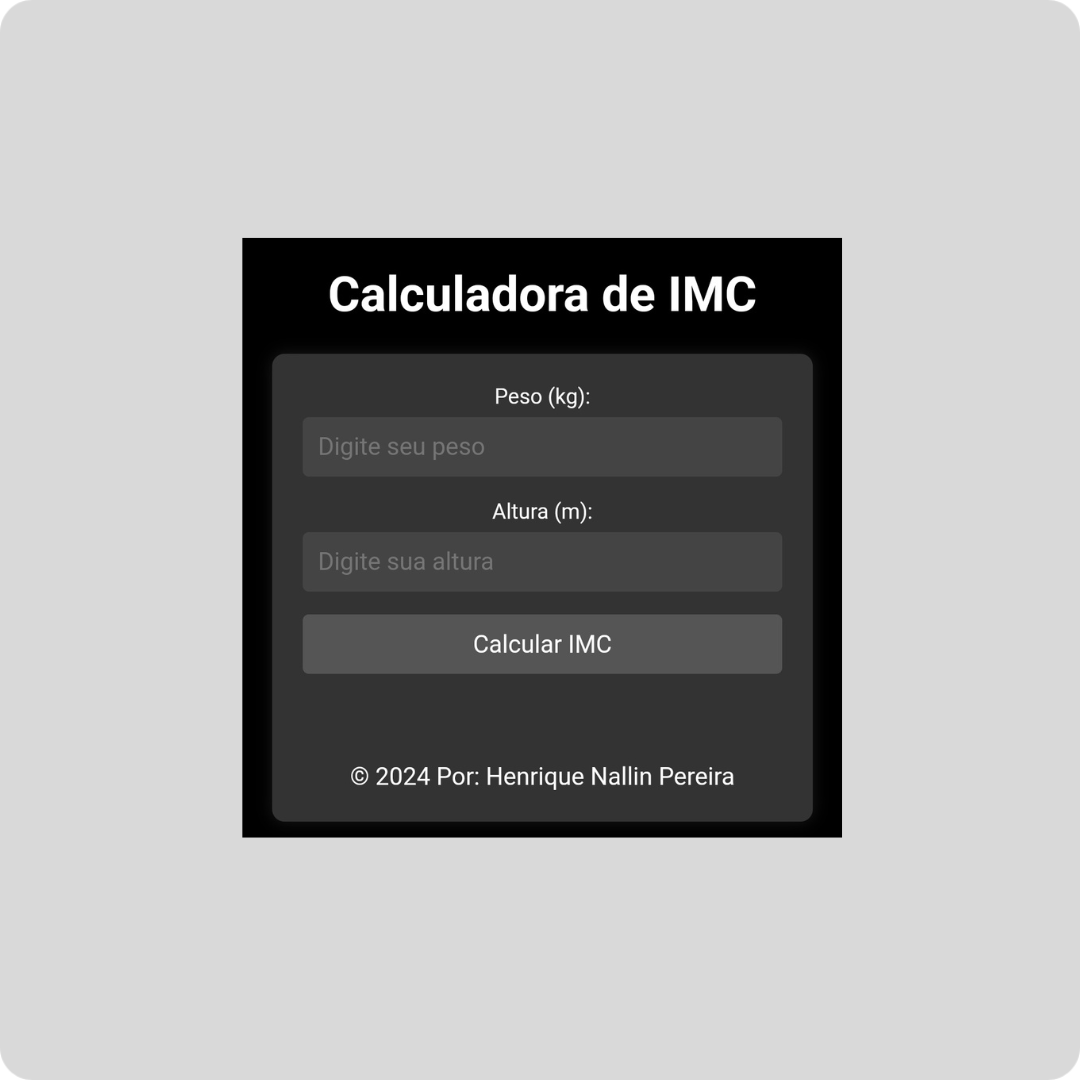 Calculadora de IMC
Peso (kg):
Digite seu peso
Altura (m):
Digite sua altura
Calcular IMC
© 2024 Por: Henrique Nallin Pereira